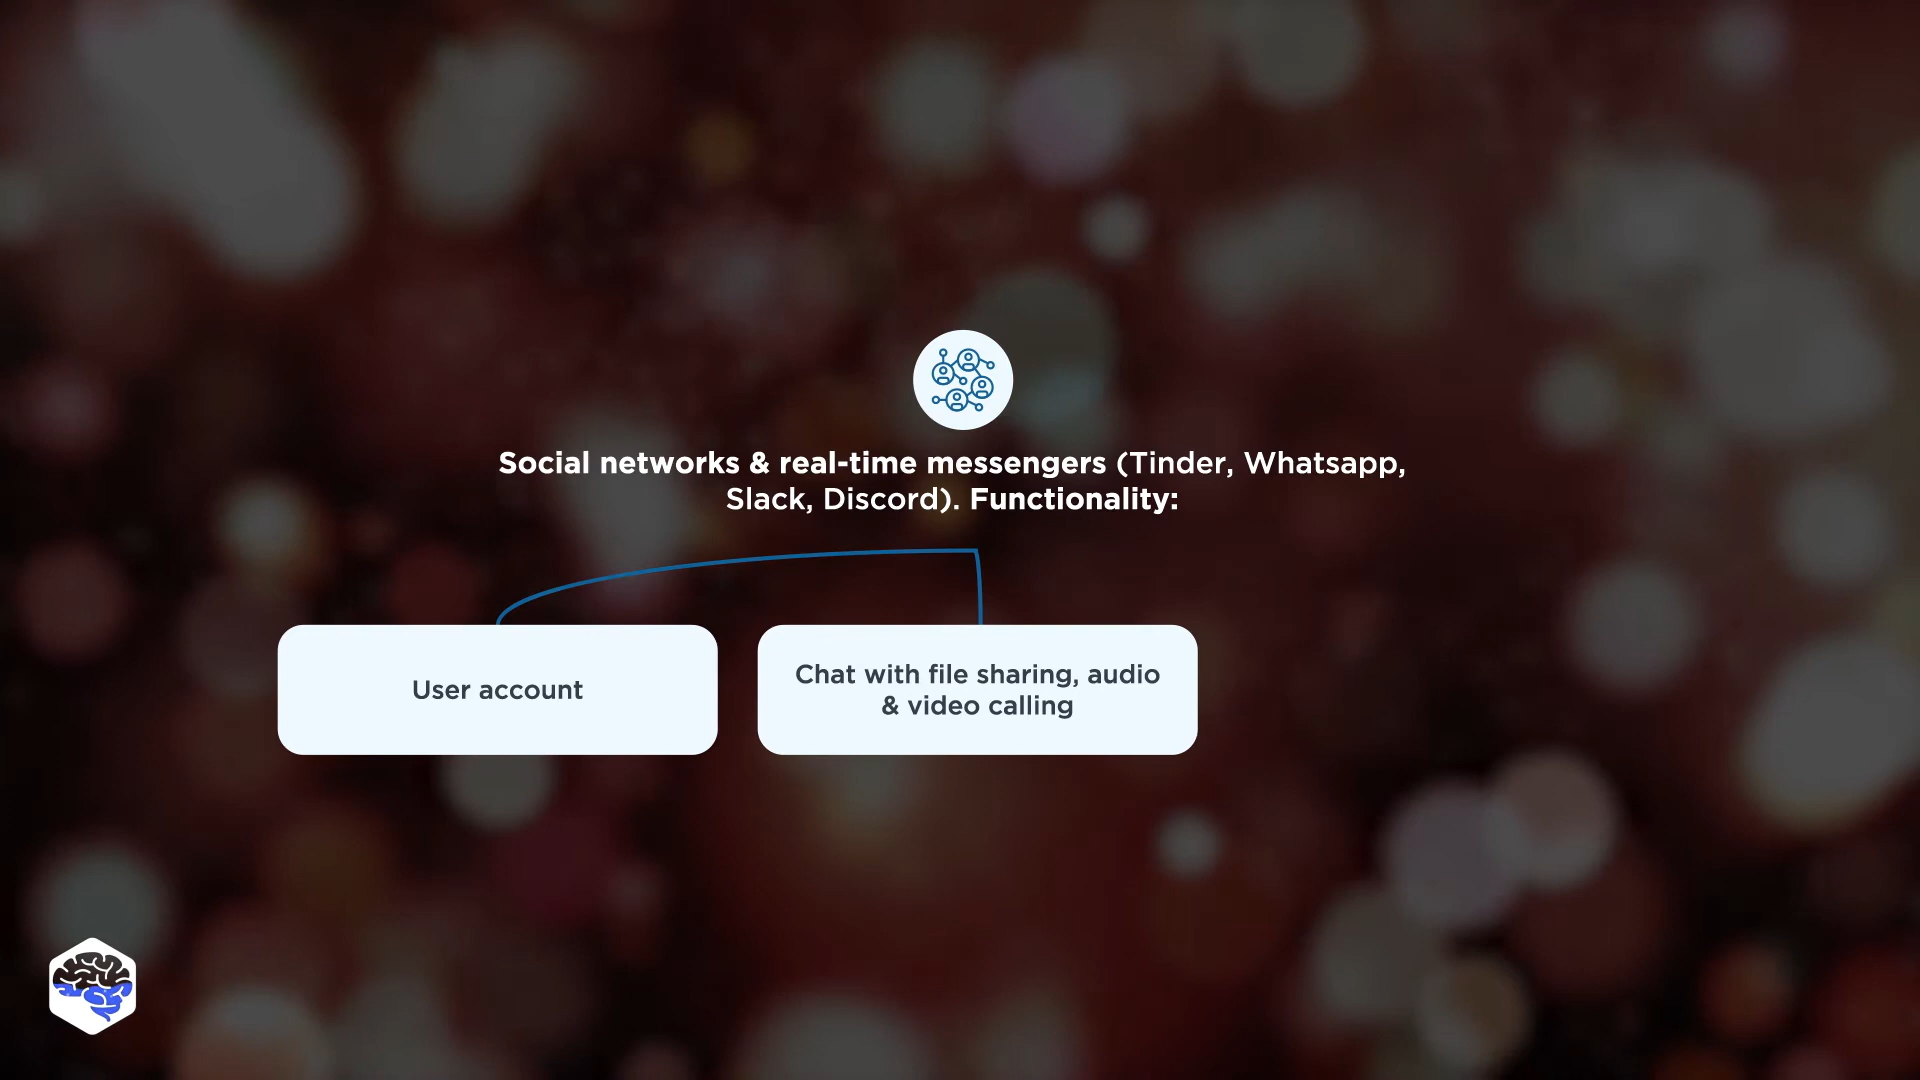 Social networks & real-time messengers (Tinder, Whatsapp,
Slack, Discord). Functionality:
User account
Chat with file sharing, audio
& video calling